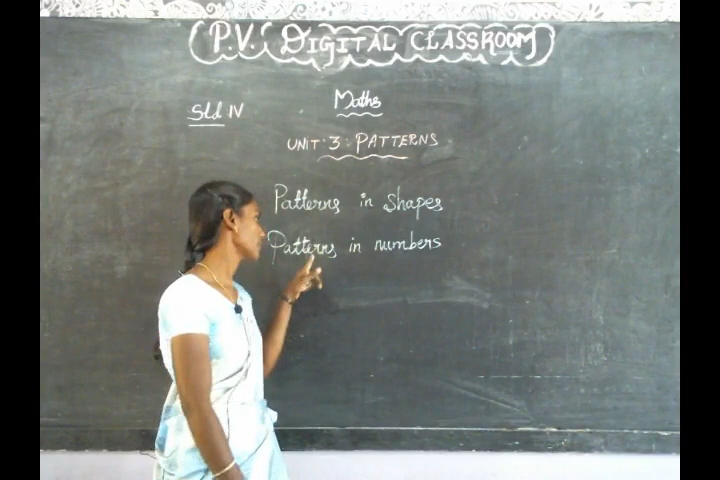 P.V. DIGITAL CLASSROOM
Maths
Std IV
UNIT: 3: PATTERNS
Patterns in shapes
Patterns in numbers